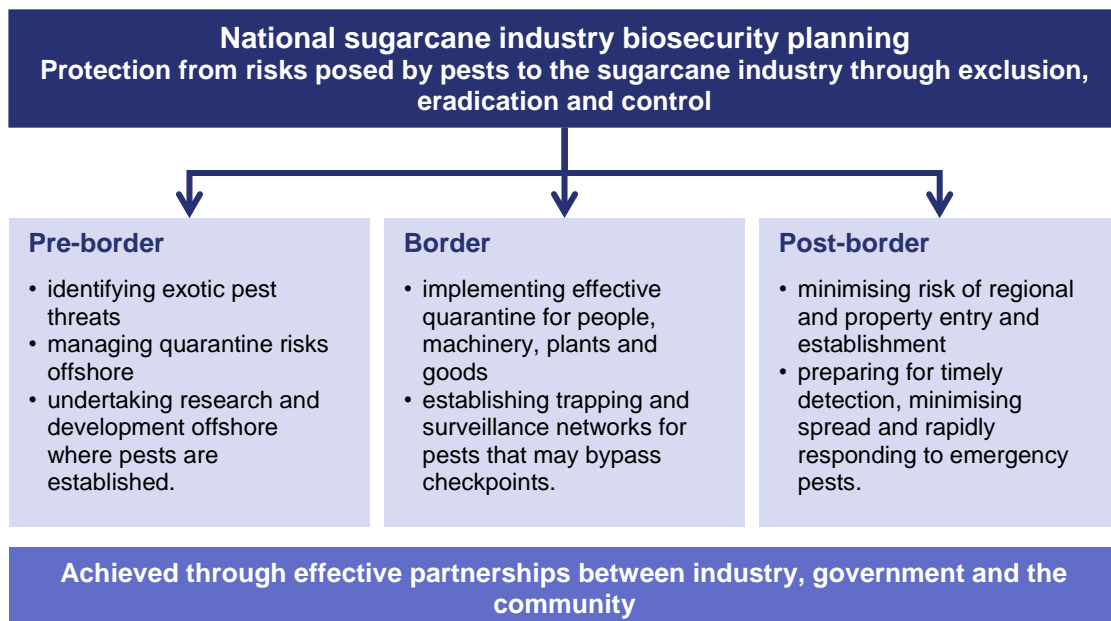 National sugarcane industry biosecurity planning
Protection from risks posed by pests to the sugarcane industry through exclusion,
eradication and control
Pre-border
• identifying exotic pest
threats
• managing quarantine risks
offshore
• undertaking research and
development offshore
where pests are
established.
Border
• implementing effective
quarantine for people,
machinery, plants and
goods
• establishing trapping and
surveillance networks for
pests that may bypass
checkpoints.
Post-border
• minimising risk of regional
and property entry and
establishment
• preparing for timely
detection, minimising
spread and rapidly
responding to emergency
pests.
Achieved through effective partnerships between industry, government and the
community